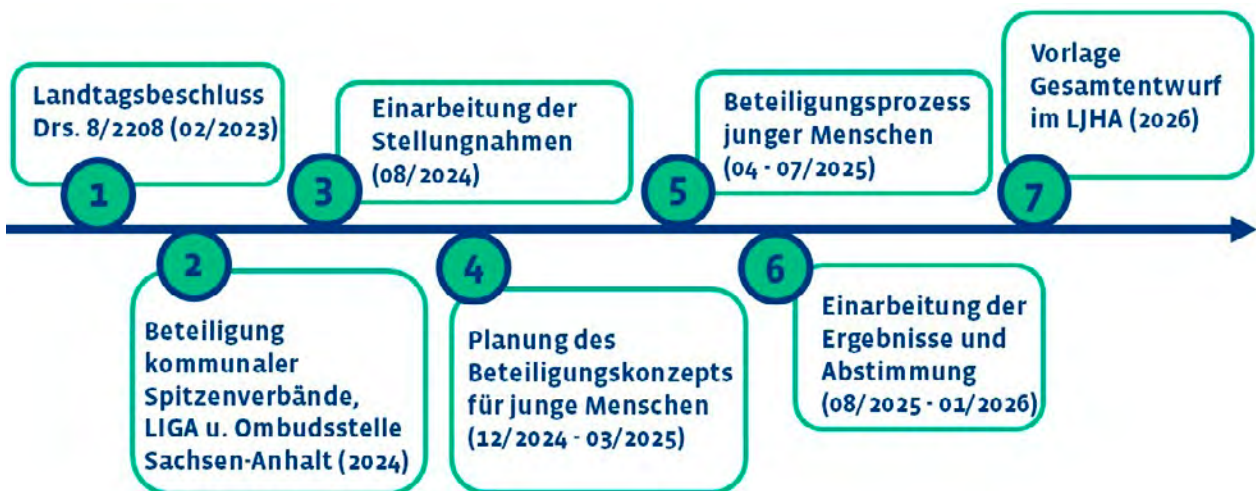 1
Landtagsbeschluss
Drs. 8/2208 (02/2023)
2
Beteiligung
kommunaler
Spitzenverbände,
LIGA u. Ombudsstelle
Sachsen-Anhalt (2024)
3
Einarbeitung der
Stellungnahmen
(08/2024)
4
Planung des
Beteiligungskonzepts
für junge Menschen
(12/2024 - 03/2025)
5
Beteiligungsprozess
junger Menschen
(04 - 07/2025)
6
Einarbeitung der
Ergebnisse und
Abstimmung
(08/2025 - 01/2026)
7
Vorlage
Gesamtentwurf
im LJHA (2026)